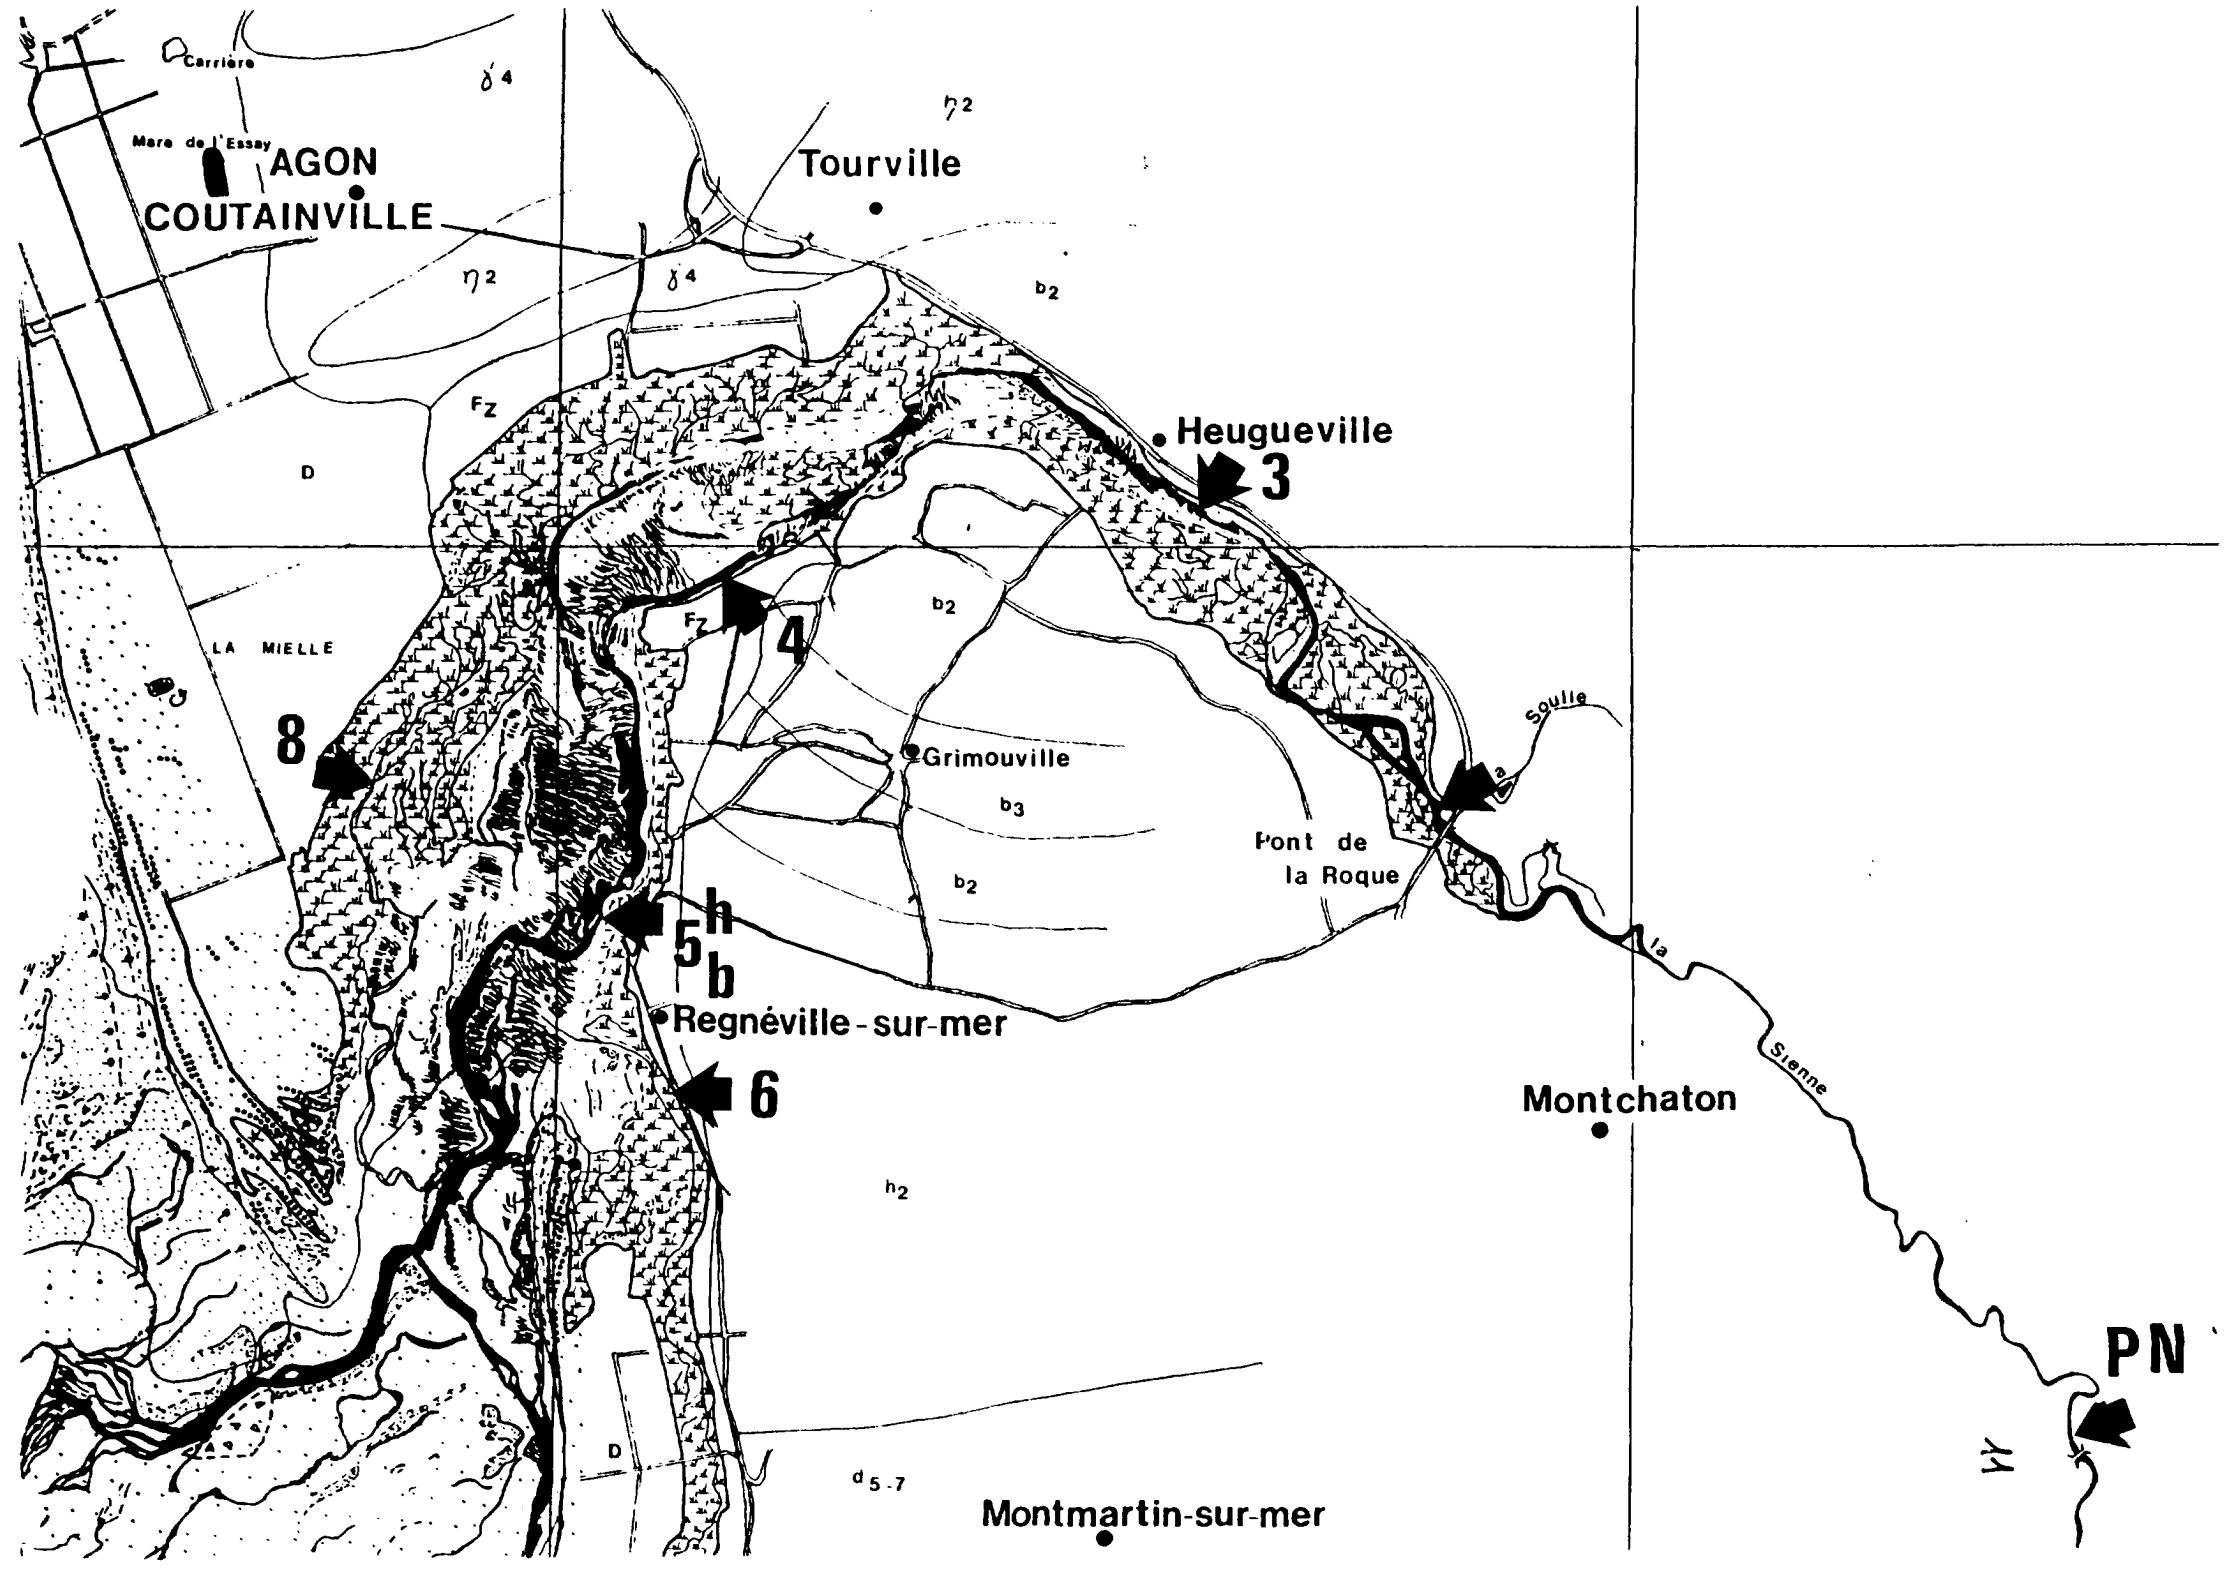 Carrière
γ4
η2
Mare de l'Essay
AGON
COUTAINVILLE
Tourville
η2
γ4
b2
Fz
Heugueville
3
D
b2
Fz
4
LA MIELLE
8
Soulle
la
Grimouville
b3
Pont de
la Roque
b2
5 h
b
la
Regnéville-sur-mer
Sienne
6
Montchaton
h2
PN
D
d5-7
Montmartin-sur-mer